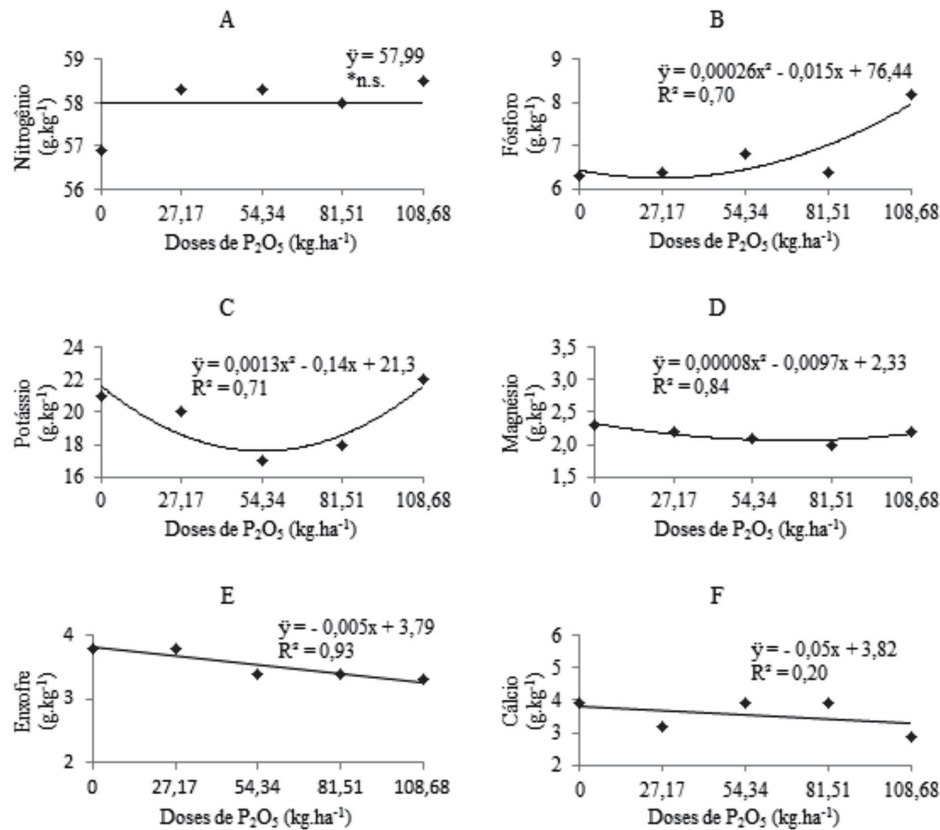 A
ÿ = 57,99
*n.s.
Nitrogênio
(g.kg⁻¹)
59
58
57
56
0 27,17 54,34 81,51 108,68
Doses de P₂O₅ (kg.ha⁻¹)
B
ÿ = 0,00026x² - 0,015x + 76,44
R² = 0,70
Fósforo
(g.kg⁻¹)
9
8
7
6
0 27,17 54,34 81,51 108,68
Doses de P₂O₅ (kg.ha⁻¹)
C
ÿ = 0,0013x² - 0,14x + 21,3
R² = 0,71
Potássio
(g.kg⁻¹)
24
22
20
18
16
0 27,17 54,34 81,51 108,68
Doses de P₂O₅ (kg.ha⁻¹)
D
ÿ = 0,00008x² - 0,0097x + 2,33
R² = 0,84
Magnésio
(g.kg⁻¹)
3,5
3,0
2,5
2,0
1,5
0 27,17 54,34 81,51 108,68
Doses de P₂O₅ (kg.ha⁻¹)
E
ÿ = - 0,005x + 3,79
R² = 0,93
Enxofre
(g.kg⁻¹)
4
3
2
0 27,17 54,34 81,51 108,68
Doses de P₂O₅ (kg.ha⁻¹)
F
ÿ = - 0,05x + 3,82
R² = 0,20
Cálcio
(g.kg⁻¹)
6
5
4
3
2
0 27,17 54,34 81,51 108,68
Doses de P₂O₅ (kg.ha⁻¹)